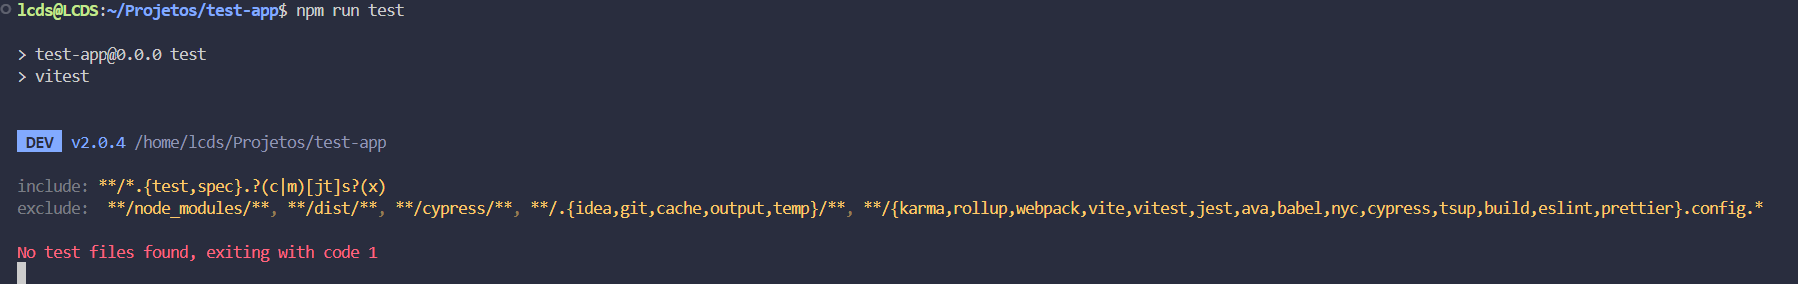 lcds@LCDS:~/Projetos/test-app$ npm run test
> test-app@0.0.0 test
> vitest
DEV v2.0.4 /home/lcds/Projetos/test-app
include: **/*.{test,spec}.?(c|m)[jt]s?(x)
exclude:  **/node_modules/**, **/dist/**, **/cypress/**, **/.{idea,git,cache,output,temp}/**, **/{karma,rollup,webpack,vite,vitest,jest,ava,babel,nyc,cypress,tsup,build,eslint,prettier}.config.*
No test files found, exiting with code 1